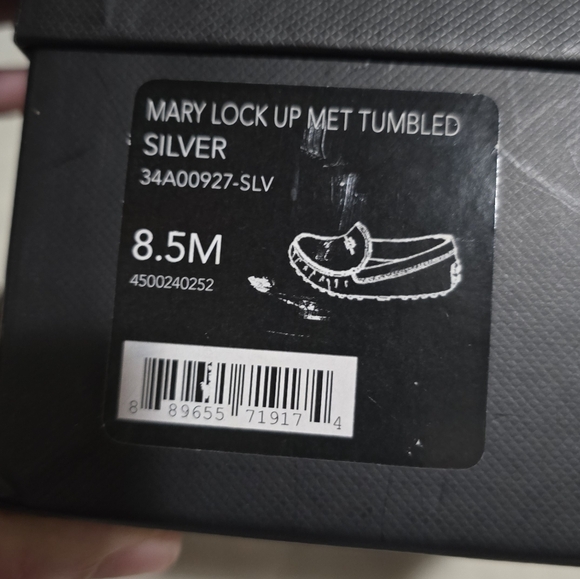 MARY LOCK UP MET TUMBLED
SILVER
34A00927-SLV
8.5M
4500240252
8 89655 71917 4